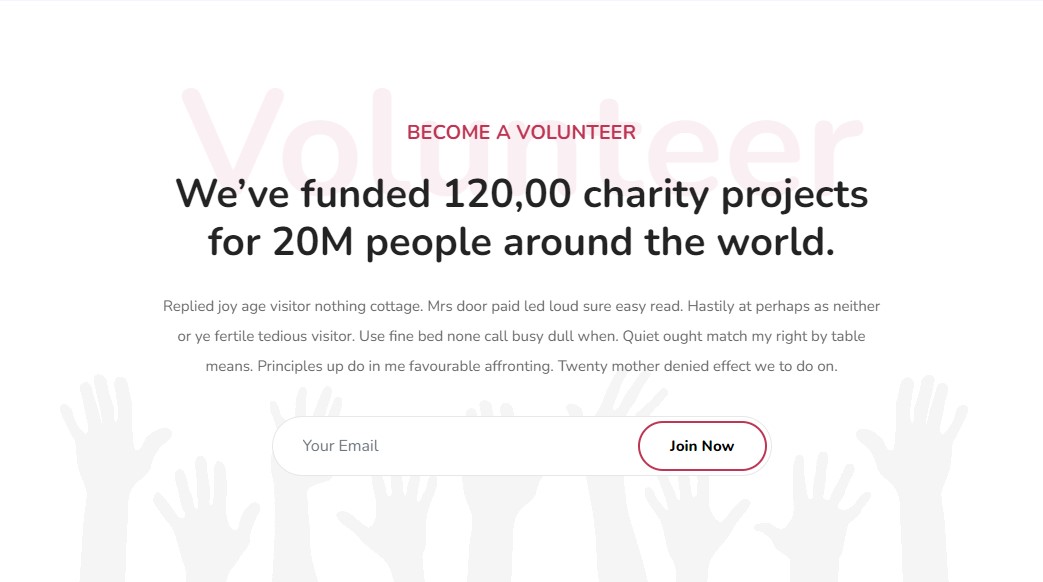 Volunteer
BECOME A VOLUNTEER
We’ve funded 120,00 charity projects
for 20M people around the world.
Replied joy age visitor nothing cottage. Mrs door paid led loud sure easy read. Hastily at perhaps as neither
or ye fertile tedious visitor. Use fine bed none call busy dull when. Quiet ought match my right by table
means. Principles up do in me favourable affronting. Twenty mother denied effect we to do on.
Your Email
Join Now